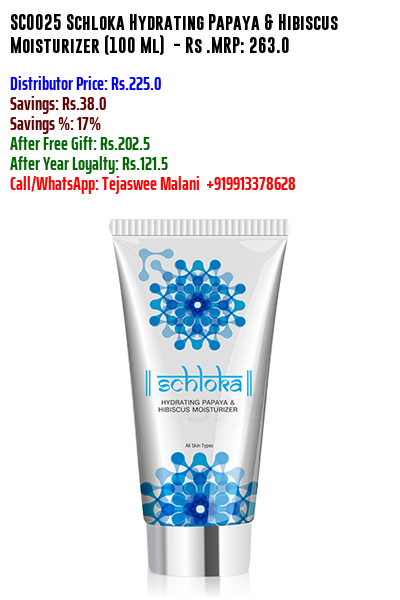 SC0025 Schloka Hydrating Papaya & Hibiscus
Moisturizer (100 Ml) - Rs .MRP: 263.0
Distributor Price: Rs.225.0
Savings: Rs.38.0
Savings %: 17%
After Free Gift: Rs.202.5
After Year Loyalty: Rs.121.5
Call/WhatsApp: Tejaswee Malani +919913378628
schloka
HYDRATING PAPAYA &
HIBISCUS MOISTURIZER
All Skin Types